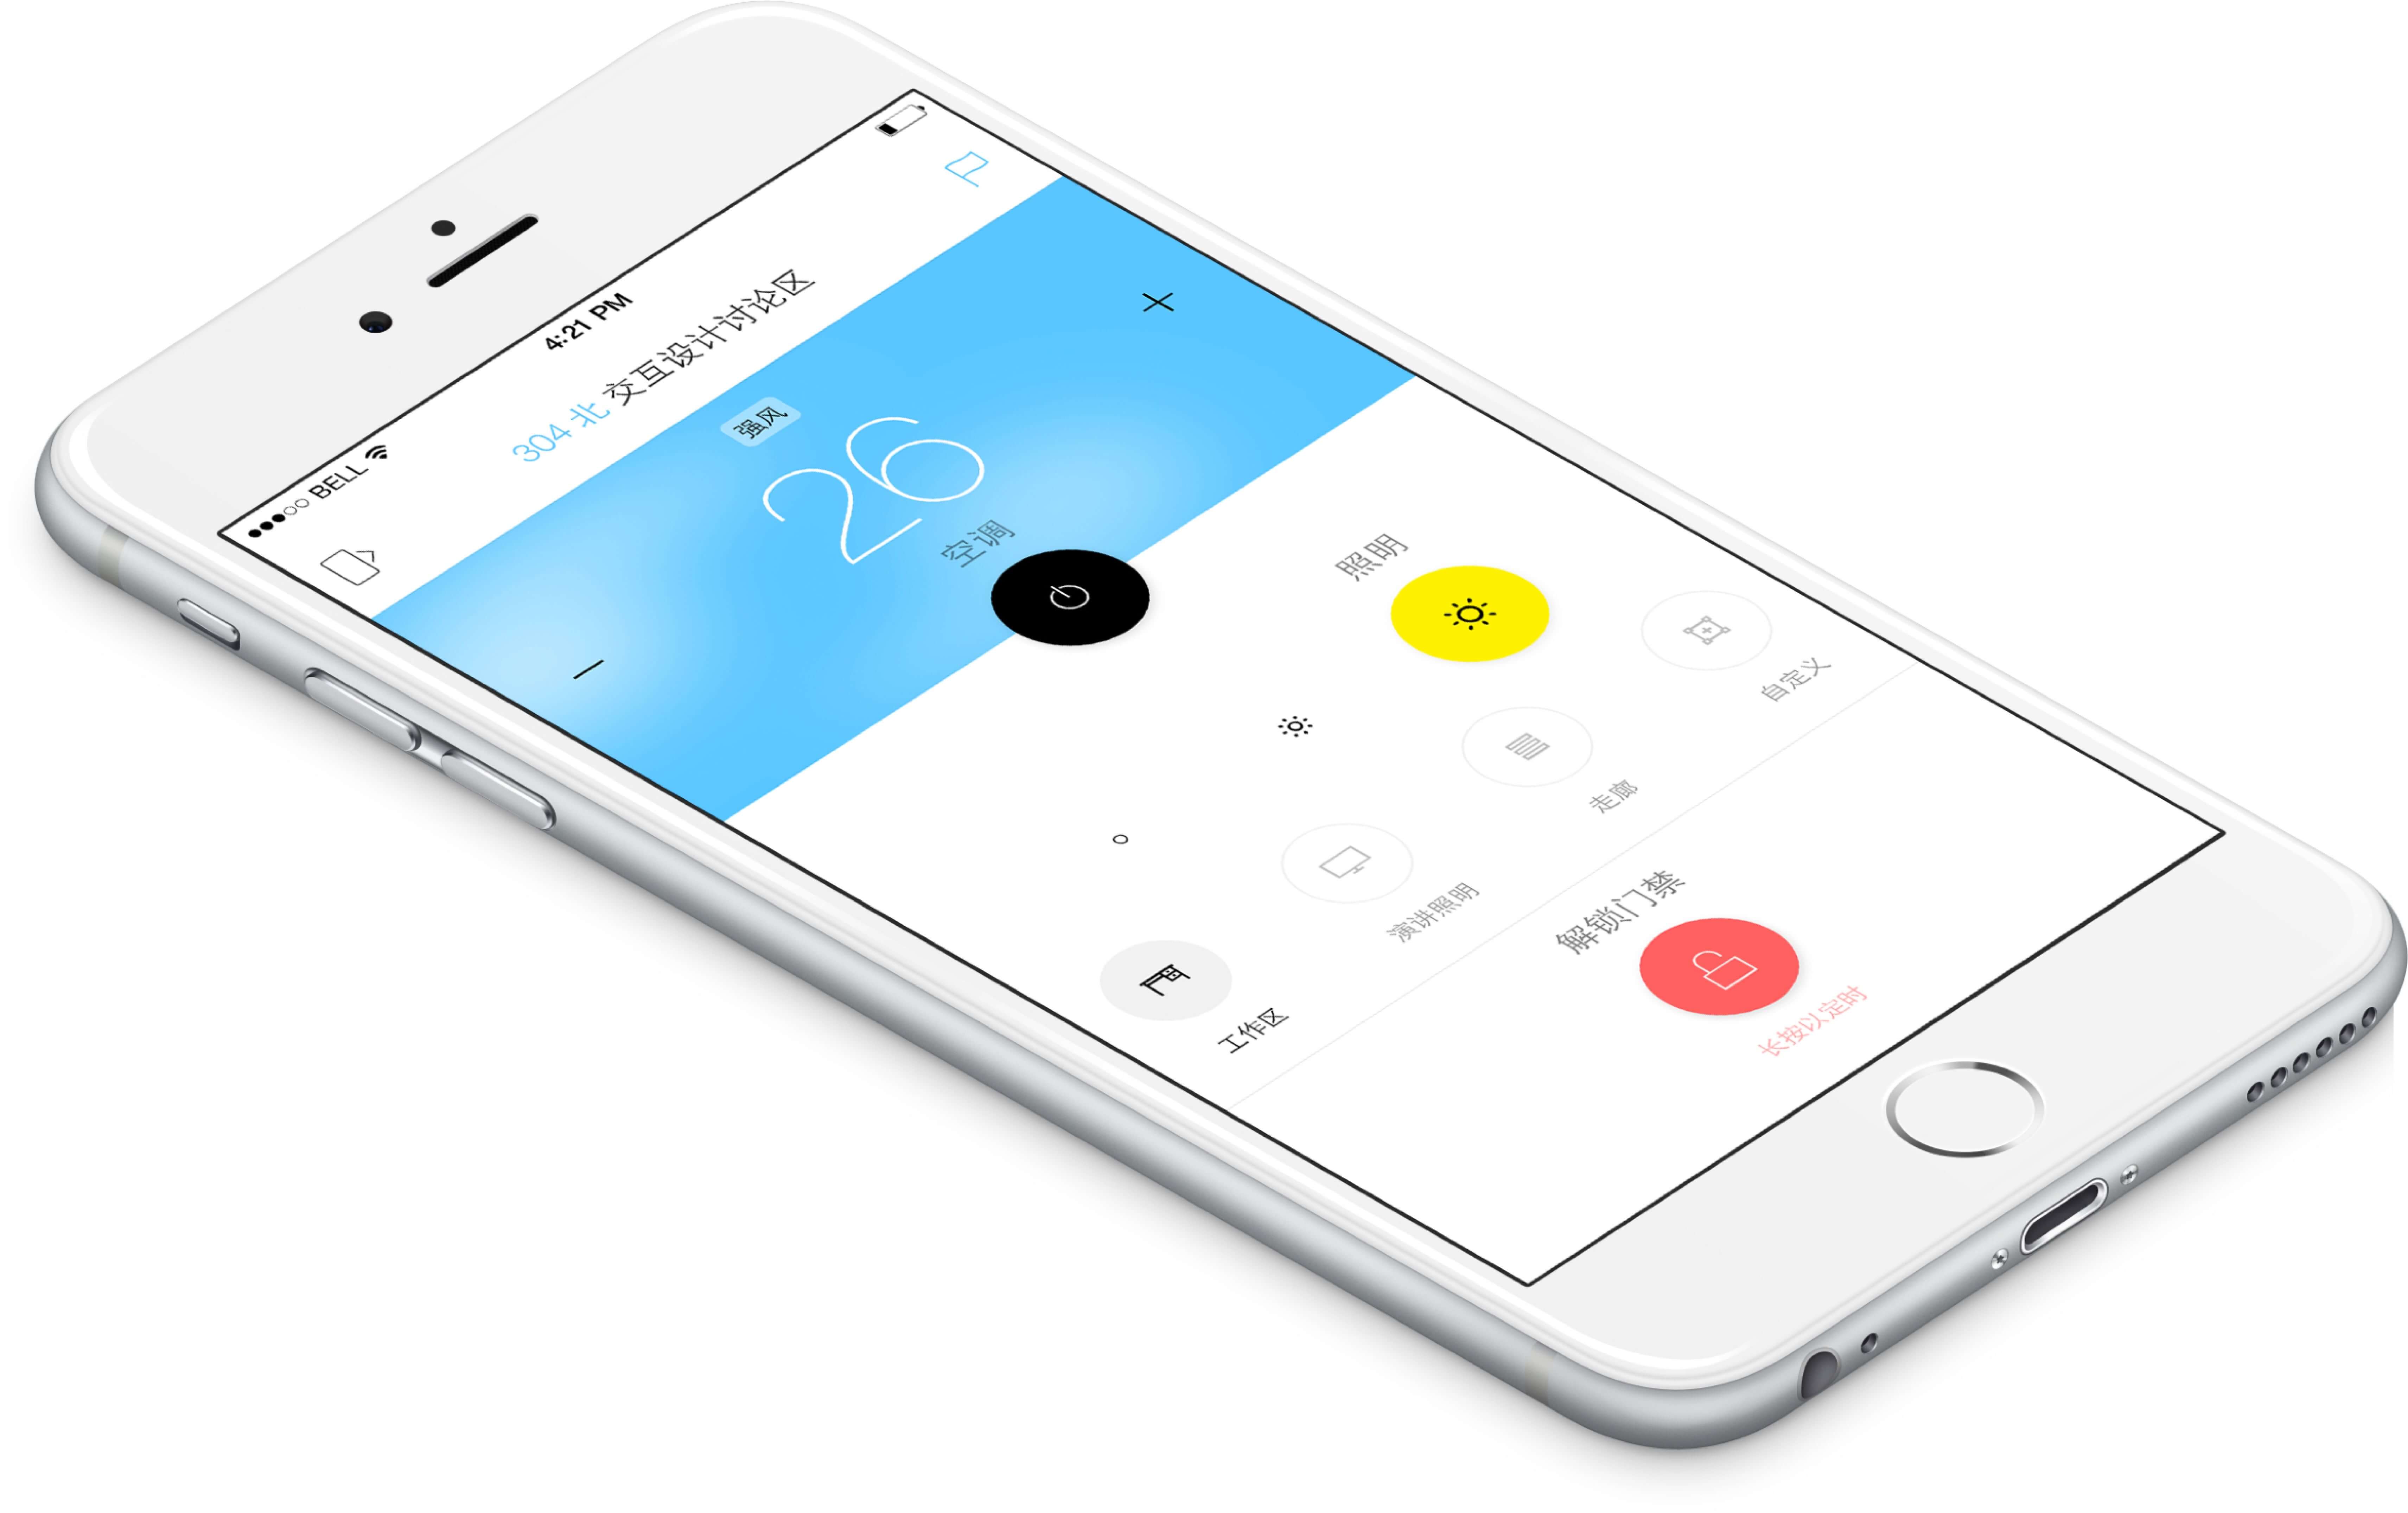 BELL 4:21 PM
304 北 交互设计讨论区
强风
26
空调
照明
工作区 演讲照明 走廊 自定义
解锁门禁
长按以定时